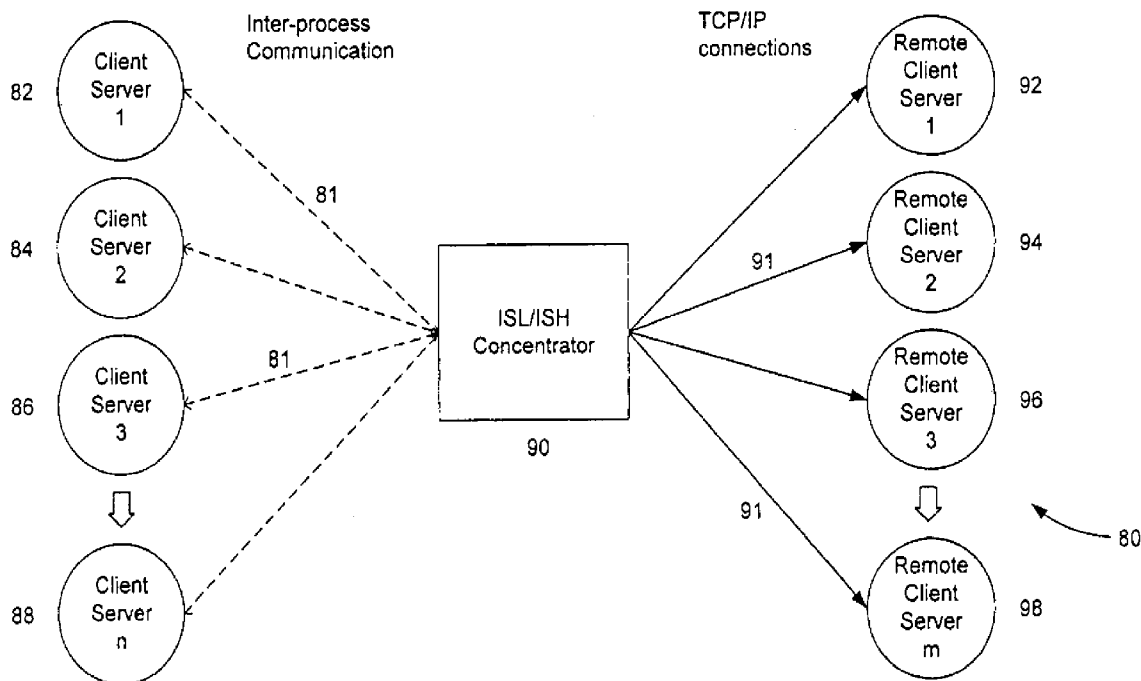 Inter-process
Communication
TCP/IP
connections
82
Client
Server
1
84
Client
Server
2
86
Client
Server
3
88
Client
Server
n
81
81
ISL/ISH
Concentrator
90
91
91
Remote
Client
Server
1
92
Remote
Client
Server
2
94
Remote
Client
Server
3
96
Remote
Client
Server
m
98
80